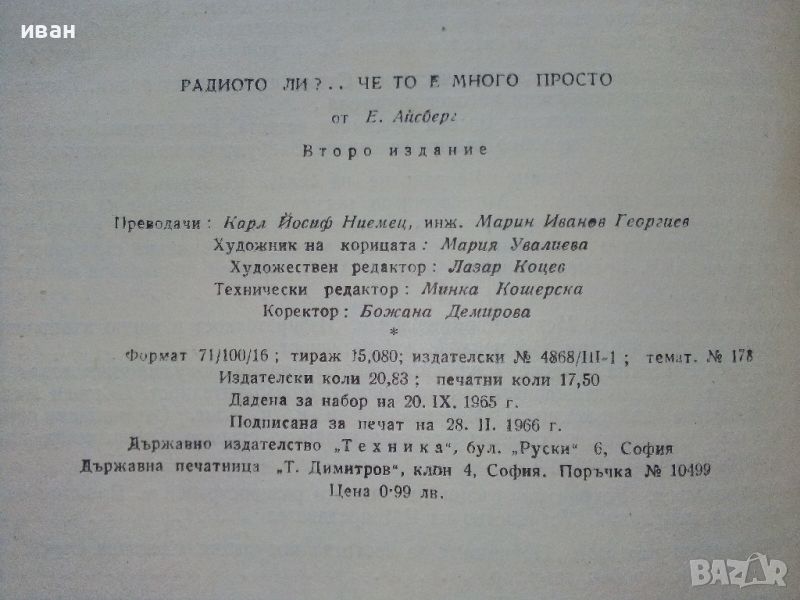 иван
РАДИОТО ЛИ?.. ЧЕ ТО Е МНОГО ПРОСТО
от Е. Айсберг
Второ издание
Преводачи: Карл Йосиф Ниемец, инж. Марин Иванов Георгиев
Художник на корицата: Мария Увалиева
Художествен редактор: Лазар Коцев
Технически редактор: Минка Кошерска
Коректор: Божана Демирова
*
Формат 71/100/16; тираж 15,080; издателски № 4868/III-1; темат. № 178
Издателски коли 20,83; печатни коли 17,50
Дадена за набор на 20. IX. 1965 г.
Подписана за печат на 28. II. 1966 г.
Държавно издателство „Техника“, бул. „Руски“ 6, София
Държавна печатница „Т. Димитров“, клон 4, София. Поръчка № 10499
Цена 0·99 лв.
BAZAR